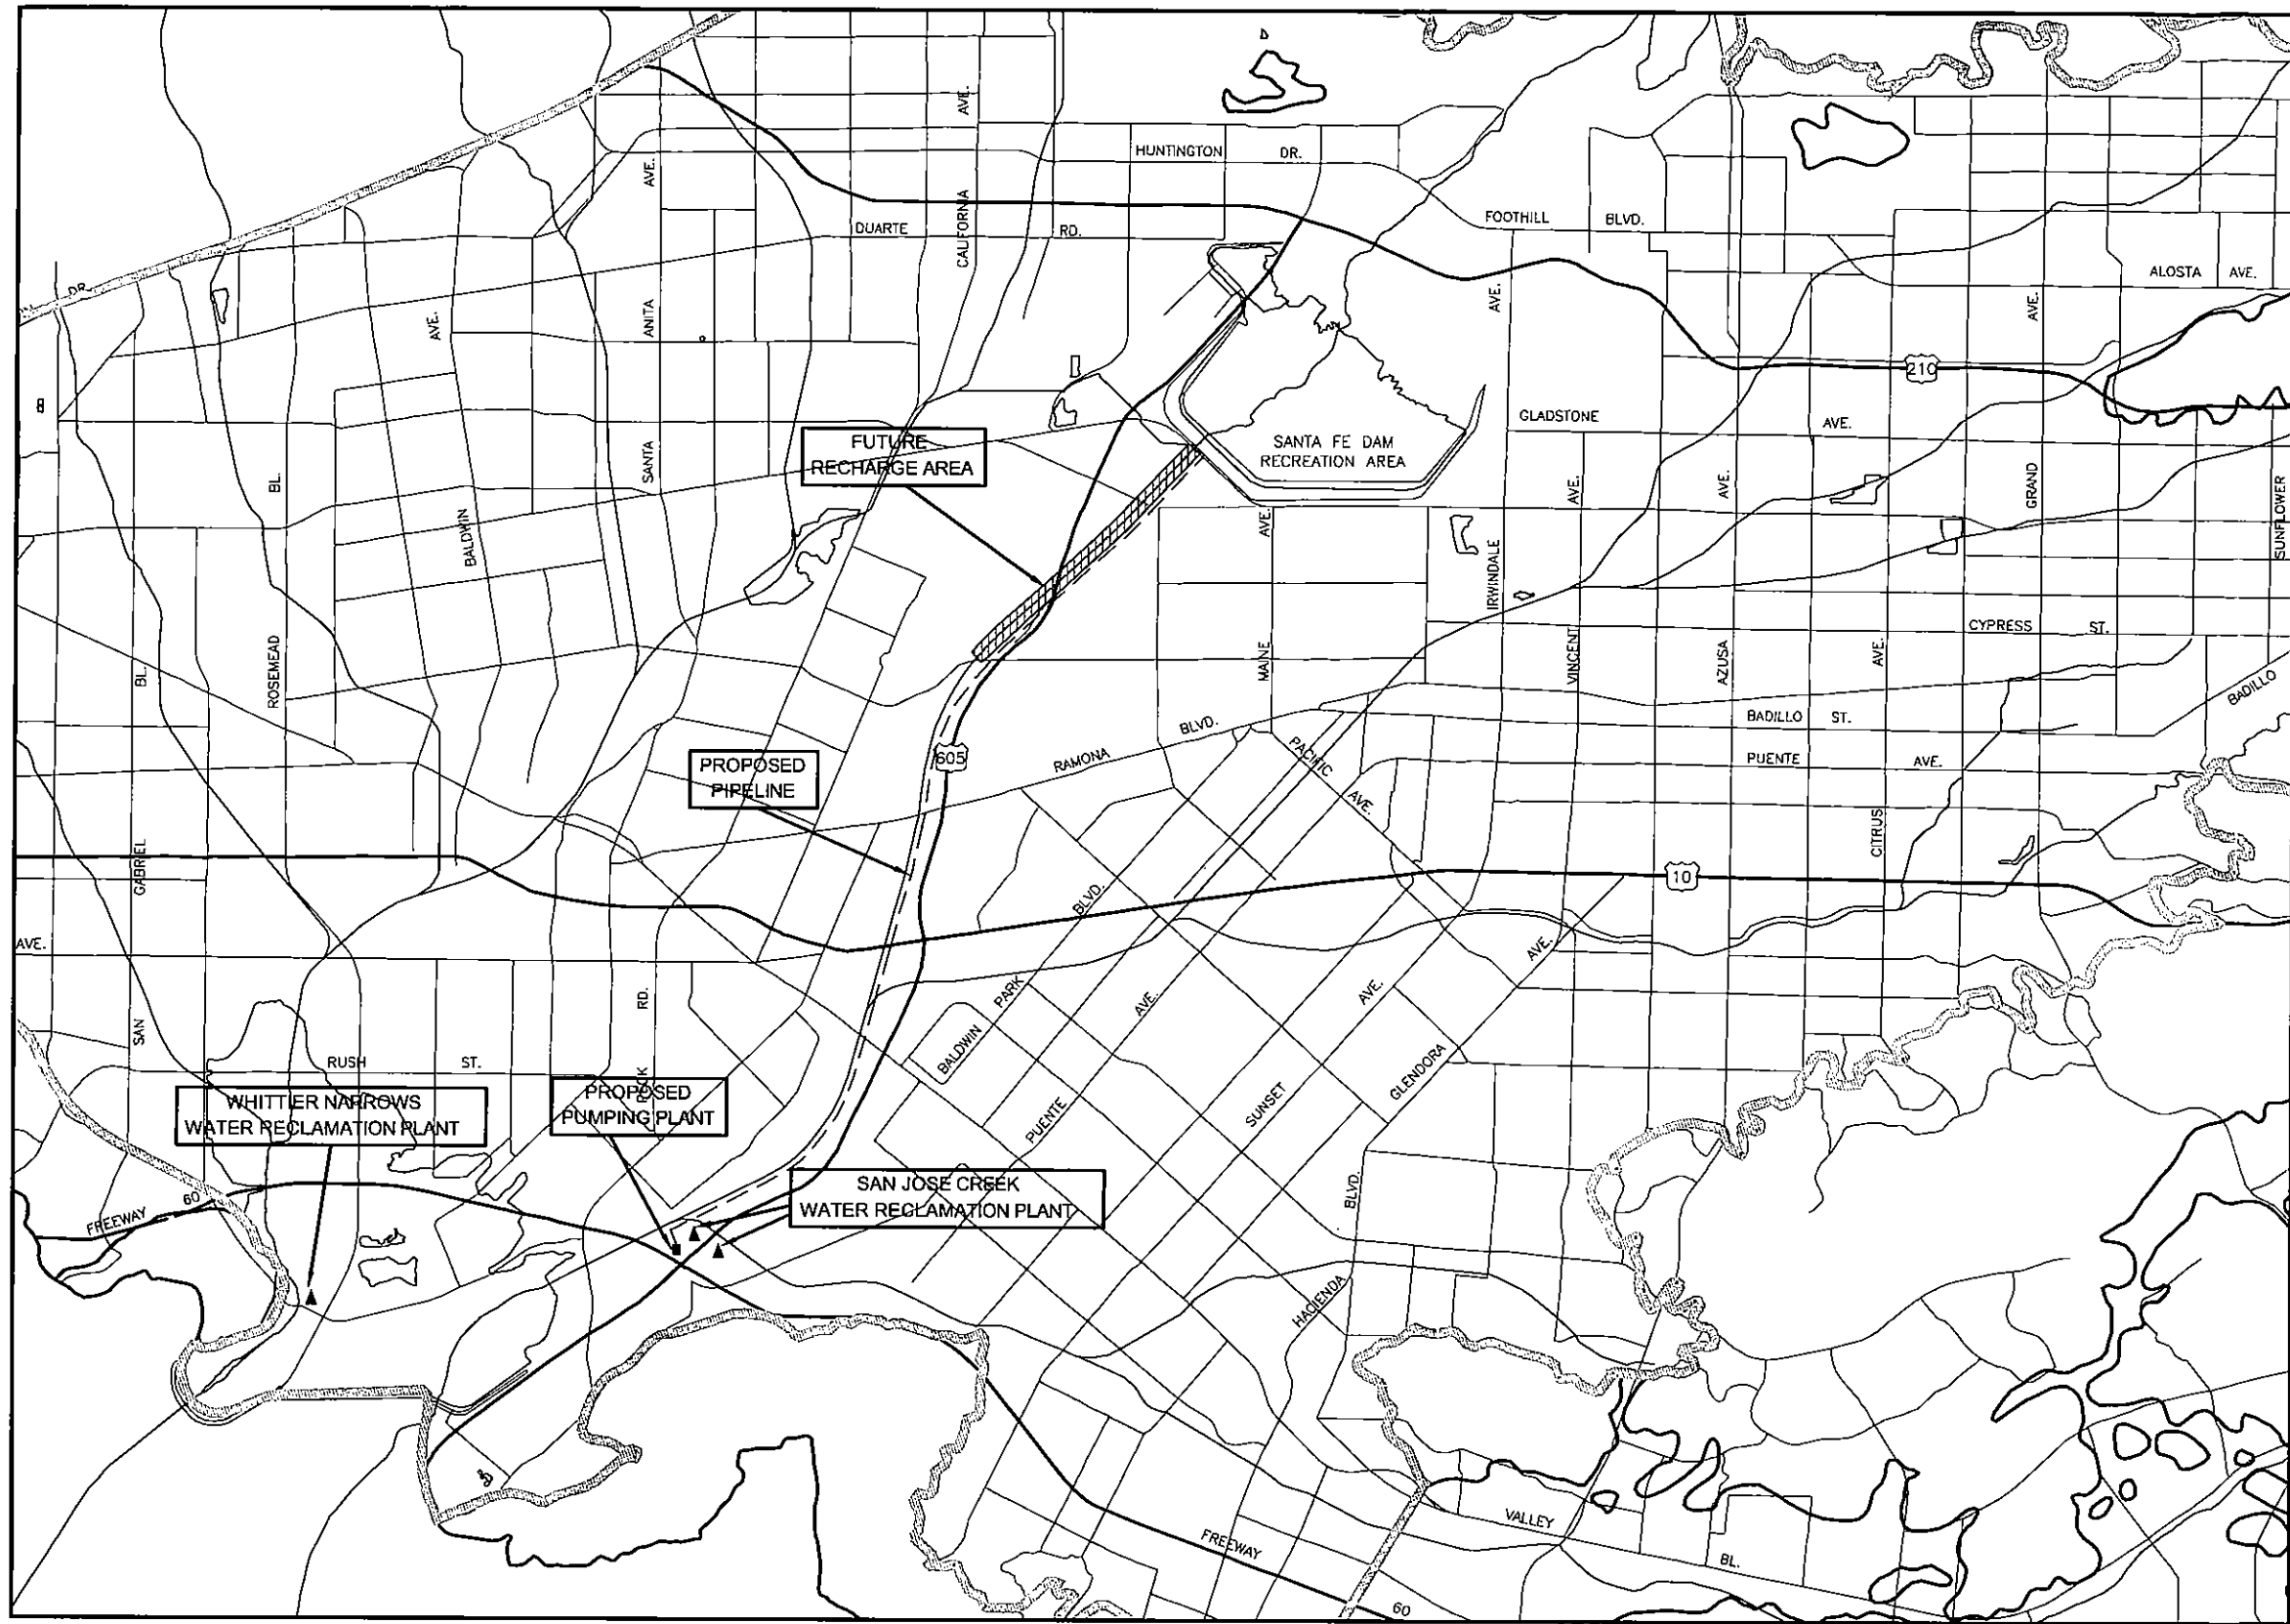 HUNTINGTON DR.
CALIFORNIA AVE.
DUARTE RD.
FOOTHILL BLVD.
ALOSTA AVE.
DR.
AVE.
SANTA ANITA AVE.
BALDWIN AVE.
210
GLADSTONE AVE.
SANTA FE DAM
RECREATION AREA
FUTURE
RECHARGE AREA
ROSEMEAD BL.
SAN GABRIEL BL.
MAINE AVE.
IRWINDALE AVE.
VINCENT AVE.
AZUSA AVE.
CITRUS AVE.
GRAND AVE.
SUNFLOWER
CYPRESS ST.
BADILLO
BADILLO ST.
PUENTE AVE.
RAMONA BLVD.
PACIFIC AVE.
605
PROPOSED
PIPELINE
10
AVE.
BALDWIN PARK BLVD.
PUENTE AVE.
SUNSET AVE.
GLENDORA AVE.
RUSH ST.
ROCK RD.
WHITTIER NARROWS
WATER RECLAMATION PLANT
PROPOSED
PUMPING PLANT
SAN JOSE CREEK
WATER RECLAMATION PLANT
FREEWAY 60
HACIENDA BLVD.
VALLEY BL.
FREEWAY 60